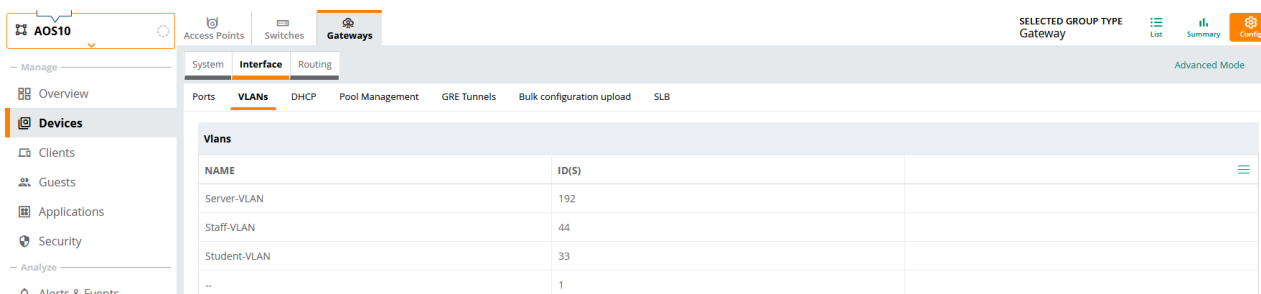 AOS10
Access Points
Switches
Gateways
SELECTED GROUP TYPE
Gateway
List
Summary
Config
Manage
System Interface Routing
Advanced Mode
Overview
Ports VLANs DHCP Pool Management GRE Tunnels Bulk configuration upload SLB
Devices
Vlans
Clients
NAME ID(S)
Guests
Server-VLAN 192
Applications
Staff-VLAN 44
Security
Student-VLAN 33
Analyze
-- 1
Alerts & Events